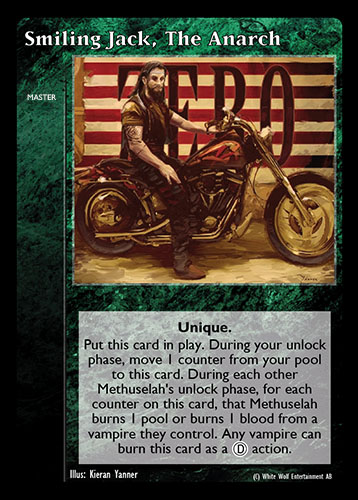 Smiling Jack, The Anarch
MASTER
ZERO
Unique.
Put this card in play. During your unlock
phase, move 1 counter from your pool
to this card. During each other
Methuselah's unlock phase, for each
counter on this card, that Methuselah
burns 1 pool or burns 1 blood from a
vampire they control. Any vampire can
burn this card as a Ⓓ action.
Illus: Kieran Yanner
(C) White Wolf Entertainment AB